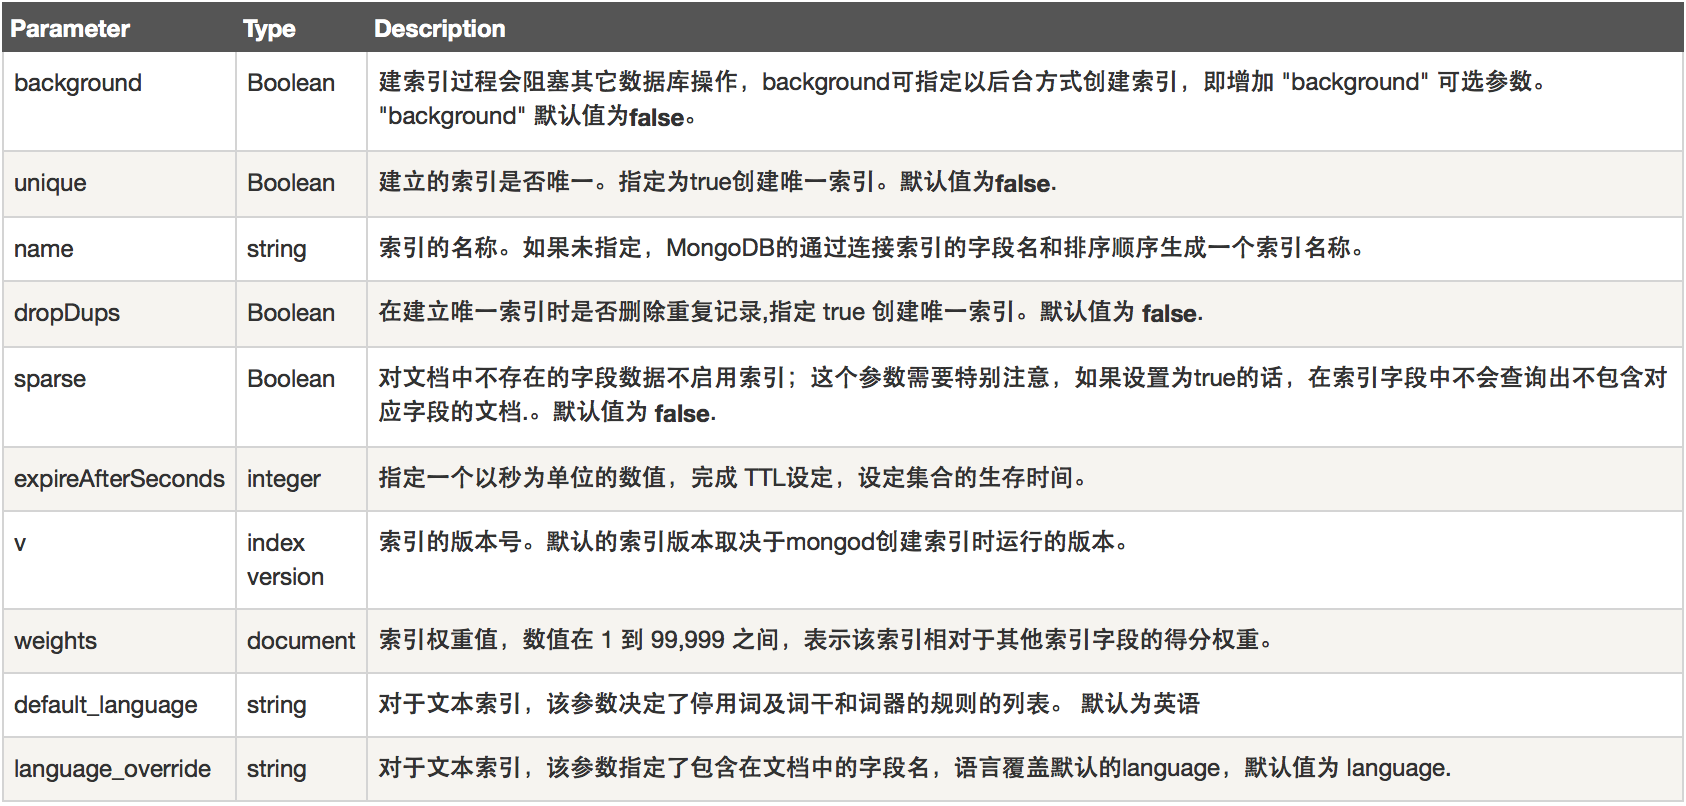 Parameter Type Description
background Boolean 建索引过程会阻塞其它数据库操作，background可指定以后台方式创建索引，即增加 "background" 可选参数。
"background" 默认值为false。
unique Boolean 建立的索引是否唯一。指定为true创建唯一索引。默认值为false.
name string 索引的名称。如果未指定，MongoDB的通过连接索引的字段名和排序顺序生成一个索引名称。
dropDups Boolean 在建立唯一索引时是否删除重复记录,指定 true 创建唯一索引。默认值为 false.
sparse Boolean 对文档中不存在的字段数据不启用索引；这个参数需要特别注意，如果设置为true的话，在索引字段中不会查询出不包含对
应字段的文档.。默认值为 false.
expireAfterSeconds integer 指定一个以秒为单位的数值，完成 TTL设定，设定集合的生存时间。
v index 索引的版本号。默认的索引版本取决于mongod创建索引时运行的版本。
version
weights document 索引权重值，数值在 1 到 99,999 之间，表示该索引相对于其他索引字段的得分权重。
default_language string 对于文本索引，该参数决定了停用词及词干和词器的规则的列表。 默认为英语
language_override string 对于文本索引，该参数指定了包含在文档中的字段名，语言覆盖默认的language，默认值为 language.